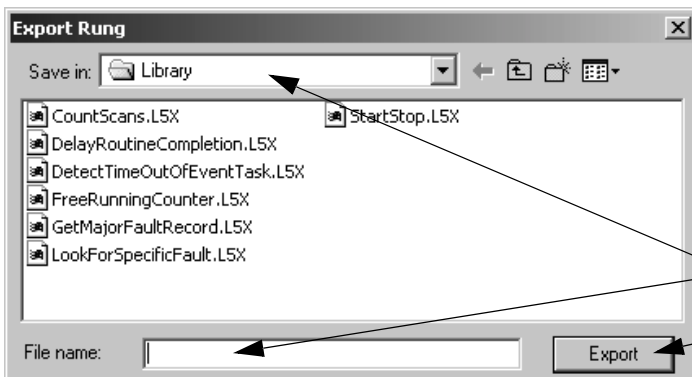 Export Rung
Save in: Library
CountScans.L5X
DelayRoutineCompletion.L5X
DetectTimeOutOfEventTask.L5X
FreeRunningCounter.L5X
GetMajorFaultRecord.L5X
LookForSpecificFault.L5X
StartStop.L5X
File name:
Export